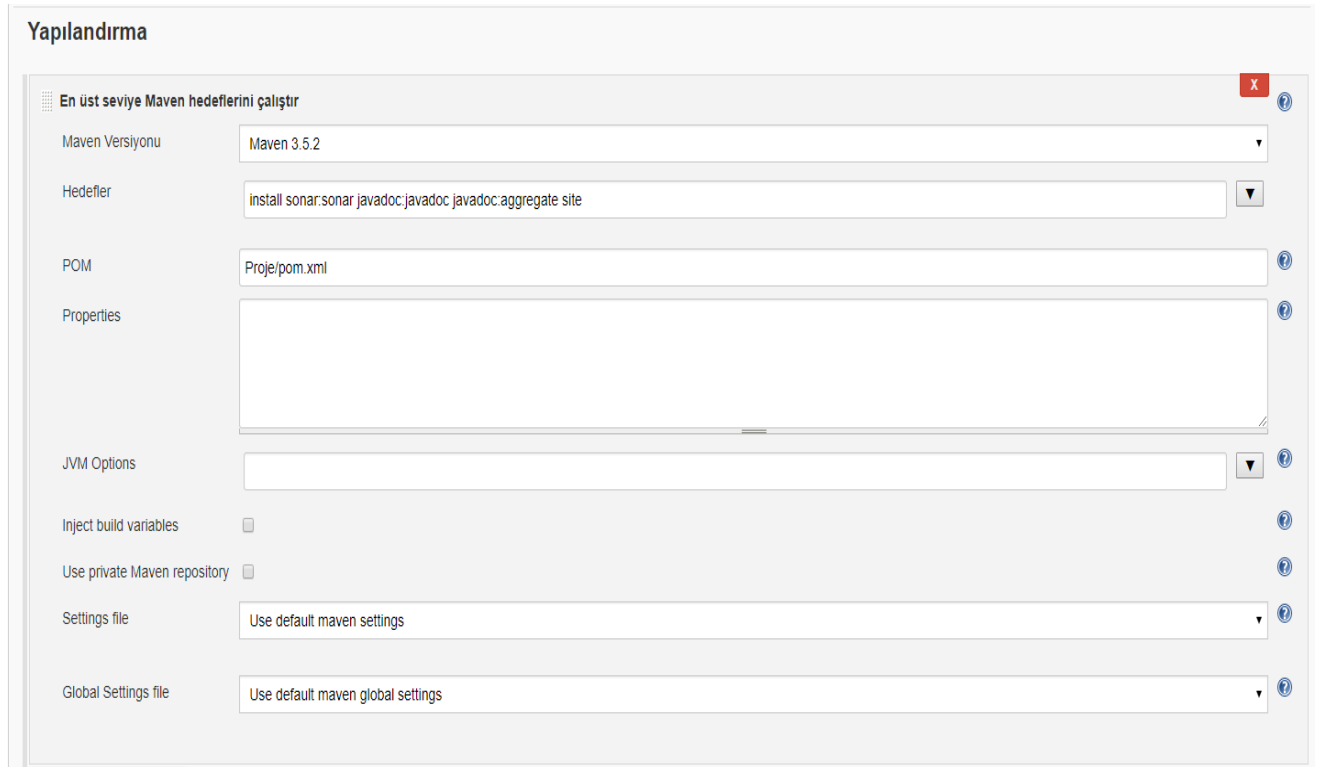 Yapılandırma
X
En üst seviye Maven hedeflerini çalıştır
Maven Versiyonu
Maven 3.5.2
Hedefler
install sonar:sonar javadoc:javadoc javadoc:aggregate site
POM
Proje/pom.xml
Properties
JVM Options
Inject build variables
Use private Maven repository
Settings file
Use default maven settings
Global Settings file
Use default maven global settings